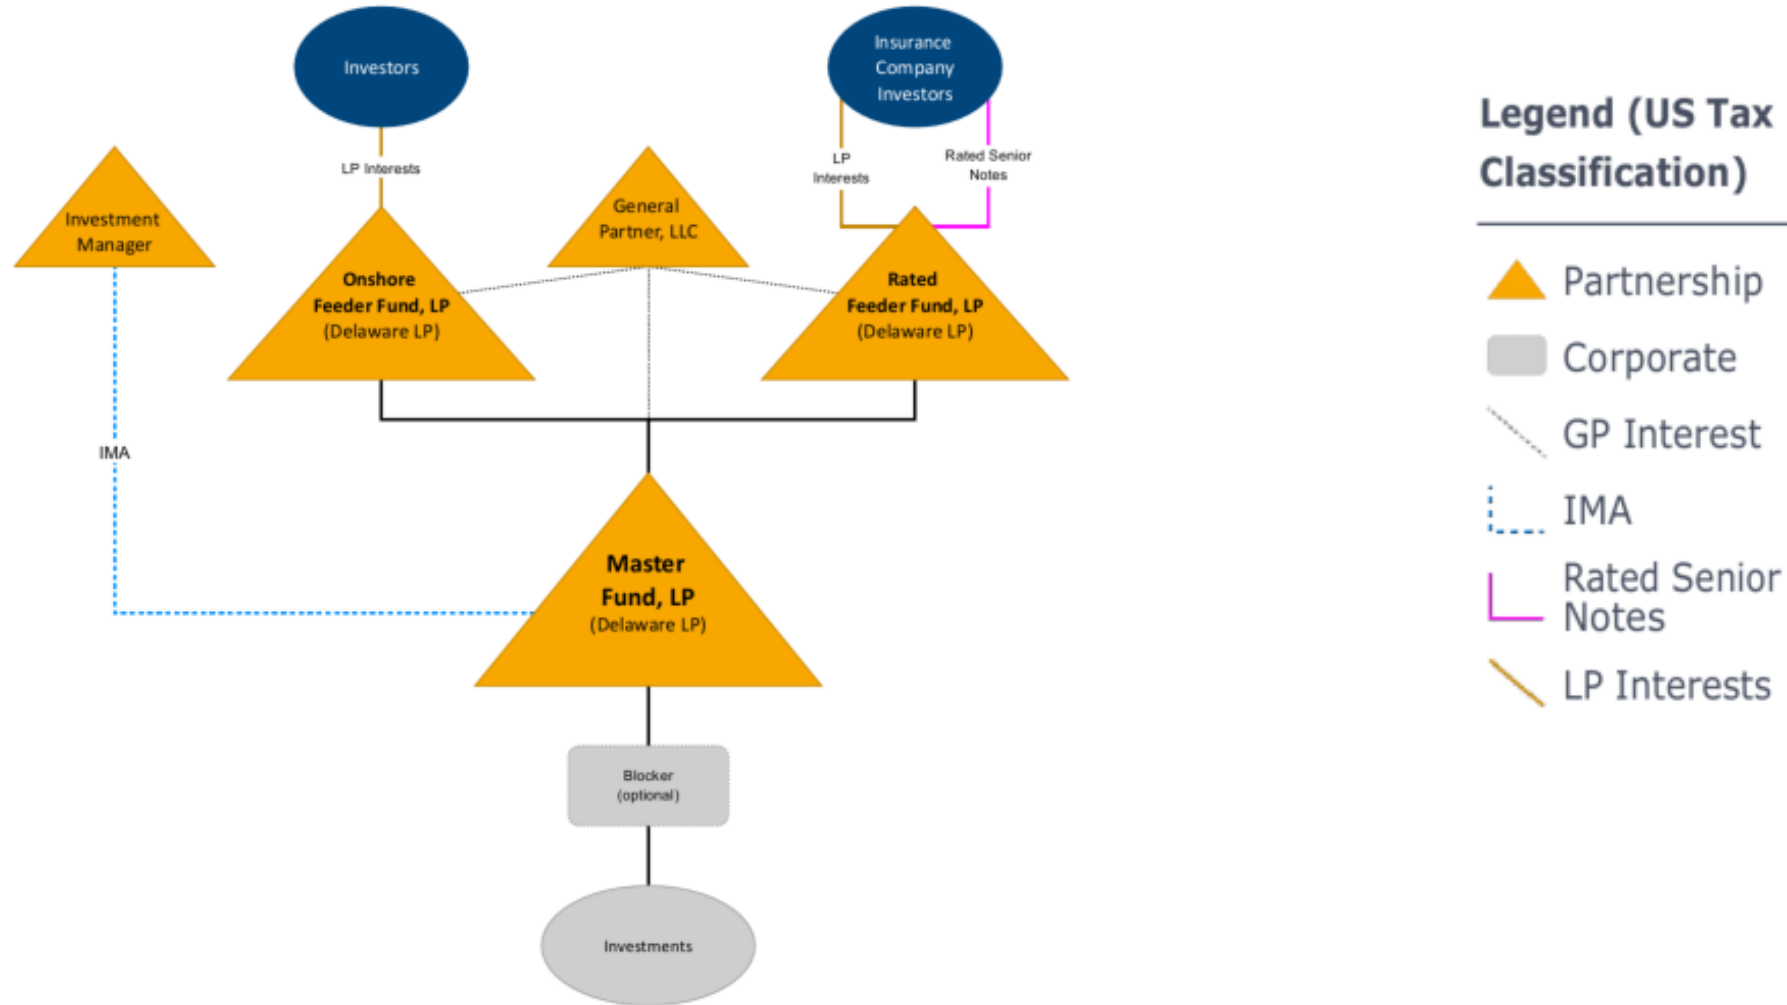 Investors
Insurance
Company
Investors
LP Interests
LP
Interests
Rated Senior
Notes
Investment
Manager
General
Partner, LLC
Onshore
Feeder Fund, LP
(Delaware LP)
Rated
Feeder Fund, LP
(Delaware LP)
IMA
Master
Fund, LP
(Delaware LP)
Blocker
(optional)
Investments
Legend (US Tax
Classification)
Partnership
Corporate
GP Interest
IMA
Rated Senior
Notes
LP Interests